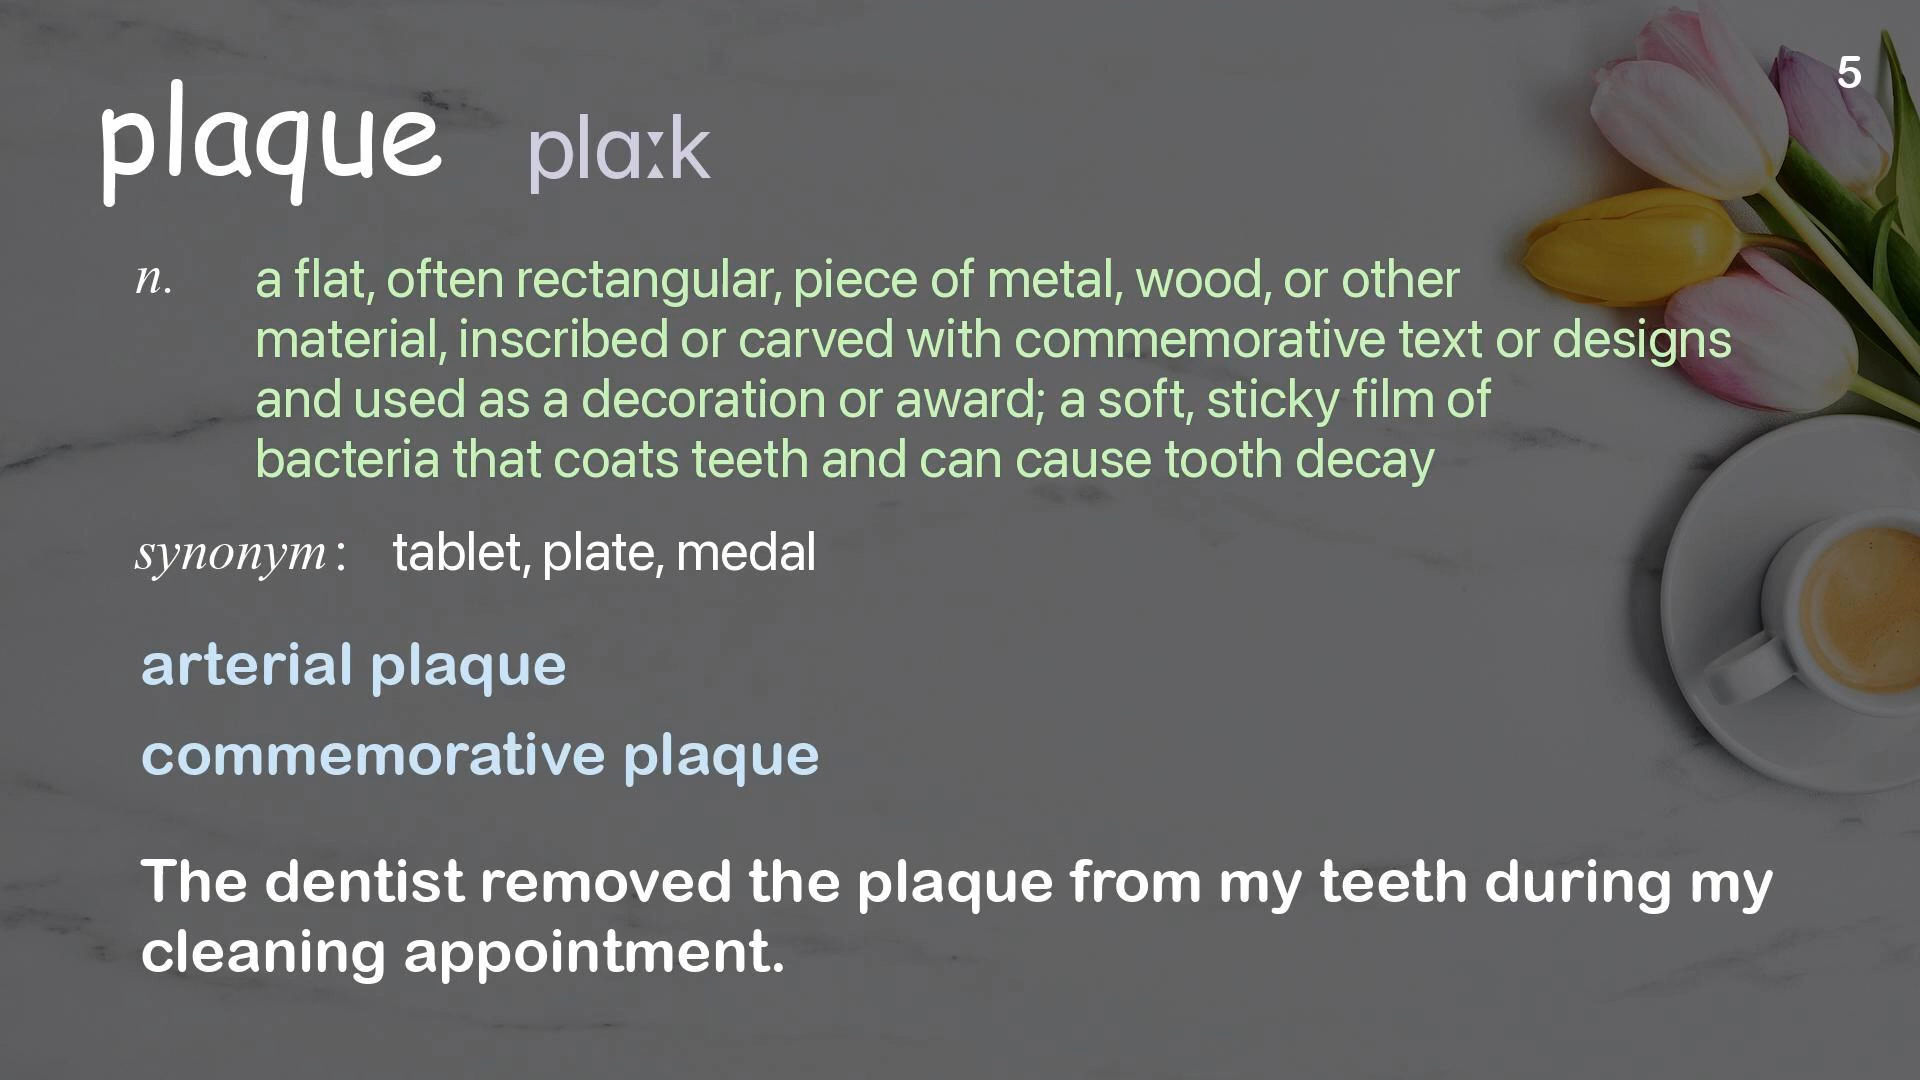 5
plaque plɑːk
n. a flat, often rectangular, piece of metal, wood, or other
material, inscribed or carved with commemorative text or designs
and used as a decoration or award; a soft, sticky film of
bacteria that coats teeth and can cause tooth decay
synonym: tablet, plate, medal
arterial plaque
commemorative plaque
The dentist removed the plaque from my teeth during my
cleaning appointment.